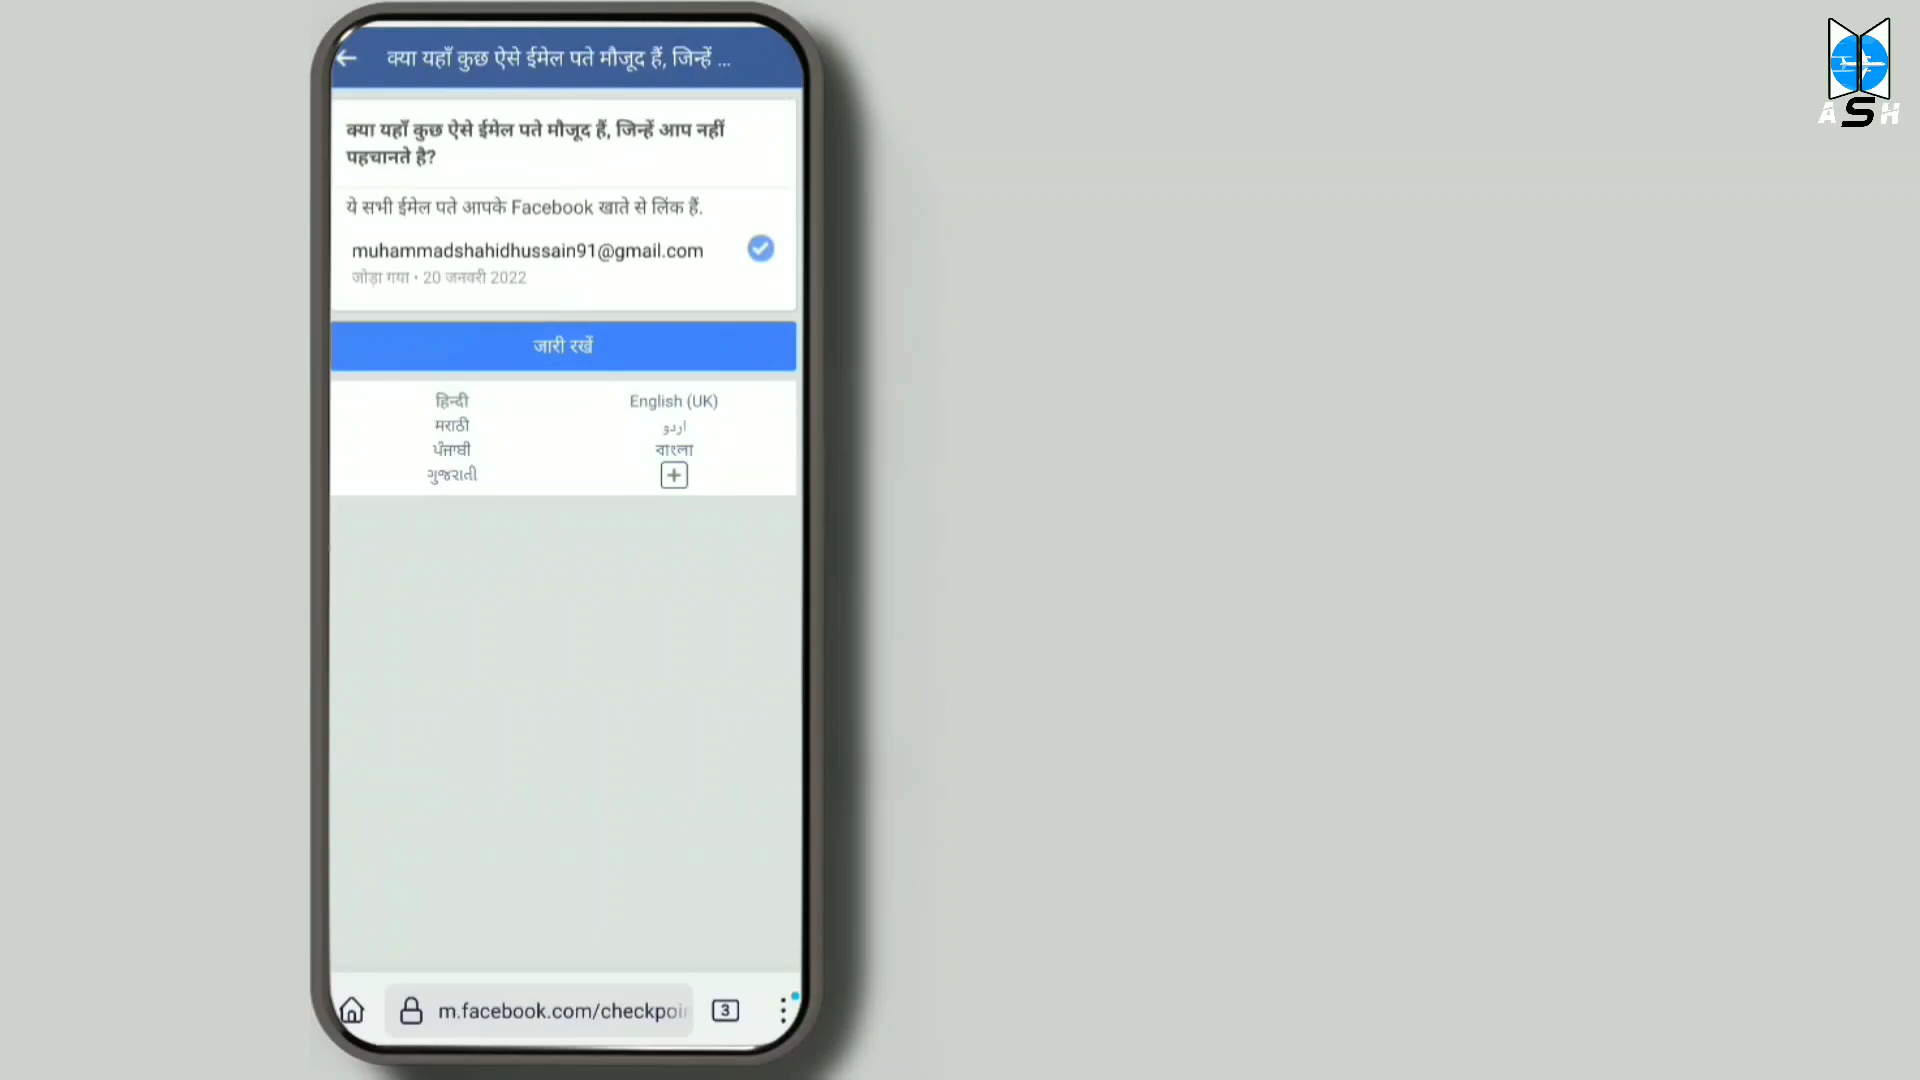 क्या यहाँ कुछ ऐसे ईमेल पते मौजूद हैं, जिन्हें ...
क्या यहाँ कुछ ऐसे ईमेल पते मौजूद हैं, जिन्हें आप नहीं
पहचानते है?
ये सभी ईमेल पते आपके Facebook खाते से लिंक हैं.
muhammadshahidhussain91@gmail.com
जोड़ा गया • 20 जनवरी 2022
जारी रखें
हिन्दी English (UK)
मराठी اردو
ਪੰਜਾਬੀ বাংলা
ગુજરાતી
m.facebook.com/checkpoi
3
ASH